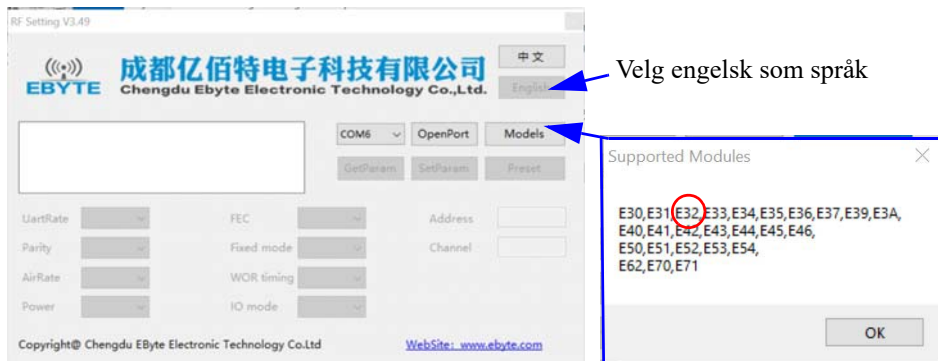 RF Setting V3.49
EBYTE
成都亿佰特电子科技有限公司
Chengdu Ebyte Electronic Technology Co.,Ltd.
中文
English
Velg engelsk som språk
COM6 OpenPort Models
GetParam SetParam Preset
UartRate FEC Address
Parity Fixed mode Channel
AirRate WOR timing
Power IO mode
Copyright@ Chengdu EByte Electronic Technology Co.Ltd WebSite: www.ebyte.com
Supported Modules
E30,E31,E32,E33,E34,E35,E36,E37,E39,E3A,
E40,E41,E42,E43,E44,E45,E46,
E50,E51,E52,E53,E54,
E62,E70,E71
OK